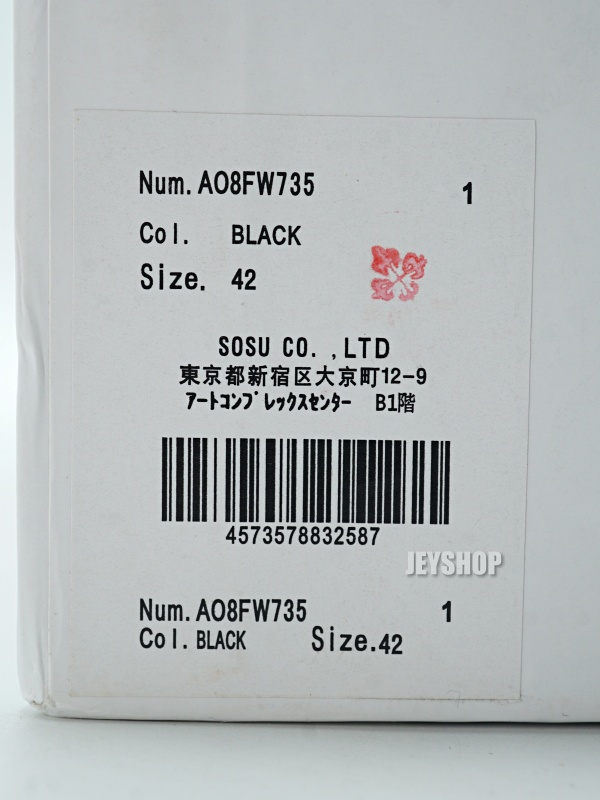 Num. A08FW735 1
Col. BLACK
Size. 42
SOSU CO. ,LTD
東京都新宿区大京町12-9
ｱｰﾄｺﾝﾌﾟﾚｯｸｽｾﾝﾀｰ B1階
4573578832587
JEYSHOP
Num. A08FW735 1
Col. BLACK Size. 42